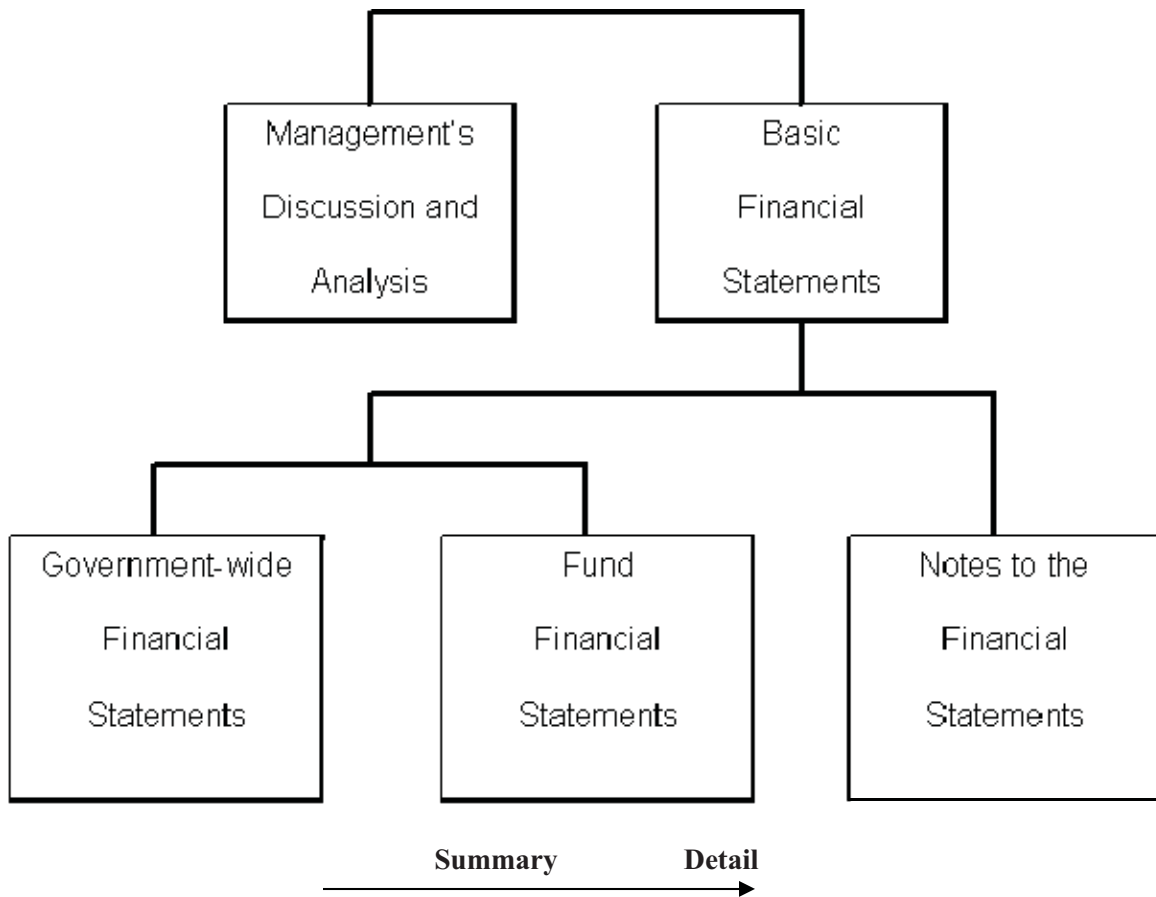 Management's
Discussion and
Analysis
Basic
Financial
Statements
Government-wide
Financial
Statements
Fund
Financial
Statements
Notes to the
Financial
Statements
Summary Detail